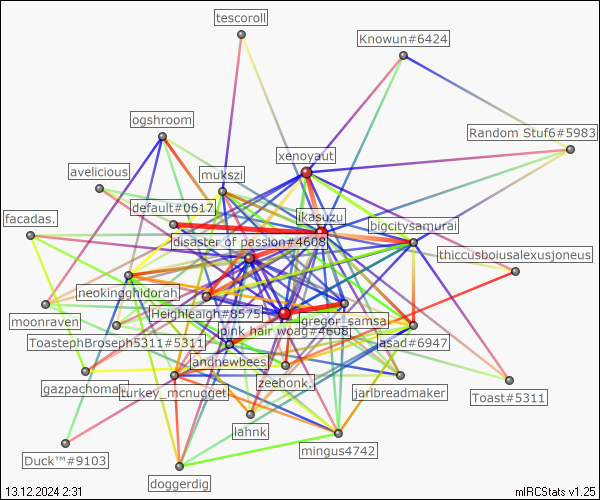 tescoroll
Knowun#6424
ogshroom
Random Stuf6#5983
xenoyaut
avelicious
mukszi
default#0617
ikasuzu
facadas.
bigcitysamurai
disaster of passion#4608
thiccusboiusalexusjoneus
neokingghidorah
moonraven
Heighleaigh#8575
gregor_samsa
pink hair woag#4608
ToastephBroseph5311#5311
asad#6947
andnewbees
gazpachoman
turkey_mcnugget
zeehonk.
jarlbreadmaker
Toast#5311
lahnk
mingus4742
Duck™#9103
doggerdig
13.12.2024 2:31
mIRCStats v1.25